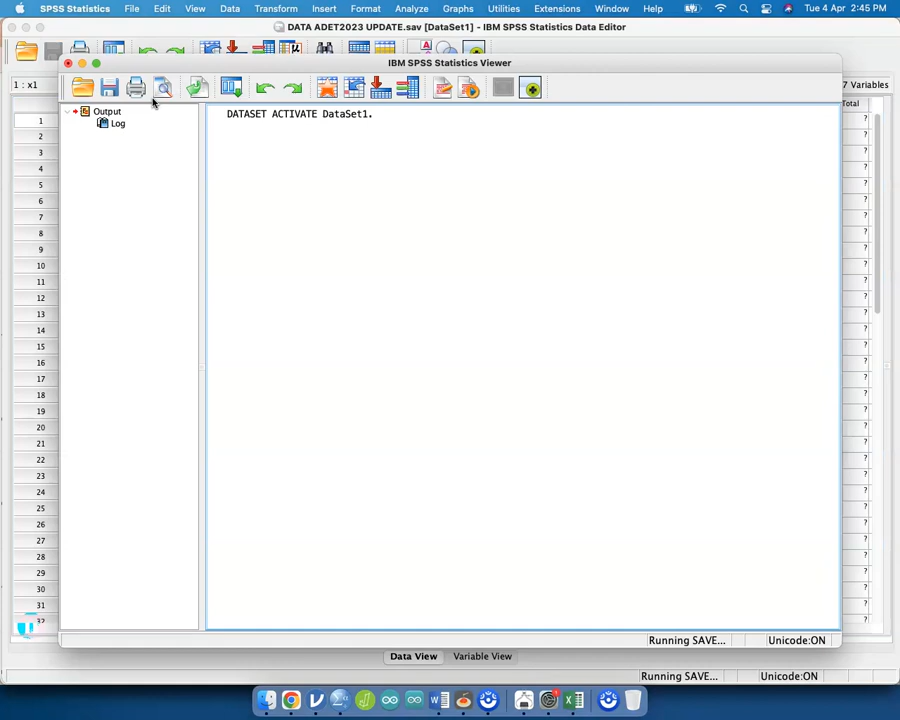 SPSS Statistics File Edit View Data Transform Insert Format Analyze Graphs Utilities Extensions Window Help Tue 4 Apr 2:45 PM
DATA ADET2023 UPDATE.sav [DataSet1] - IBM SPSS Statistics Data Editor
IBM SPSS Statistics Viewer
1 : x1
7 Variables
Total
Output
Log
DATASET ACTIVATE DataSet1.
1 ?
2 ?
3 ?
4 ?
5 ?
6 ?
7 ?
8 ?
9 ?
10 ?
11 ?
12 ?
13 ?
14 ?
15 ?
16 ?
17 ?
18 ?
19 ?
20 ?
21 ?
22 ?
23 ?
24 ?
25 ?
26 ?
27 ?
28 ?
29 ?
30 ?
31 ?
32 ?
Running SAVE... Unicode:ON
Data View Variable View
Running SAVE... Unicode:ON